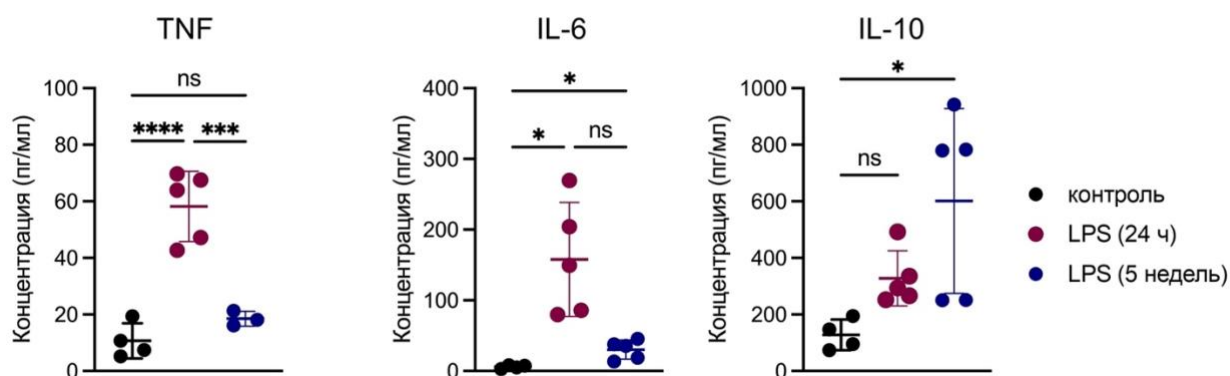 TNF
Концентрация (пг/мл)
100
80
60
40
20
0
ns
**** ***
IL-6
Концентрация (пг/мл)
400
300
200
100
0
*
* ns
IL-10
Концентрация (пг/мл)
1000
800
600
400
200
0
*
ns
контроль
LPS (24 ч)
LPS (5 недель)